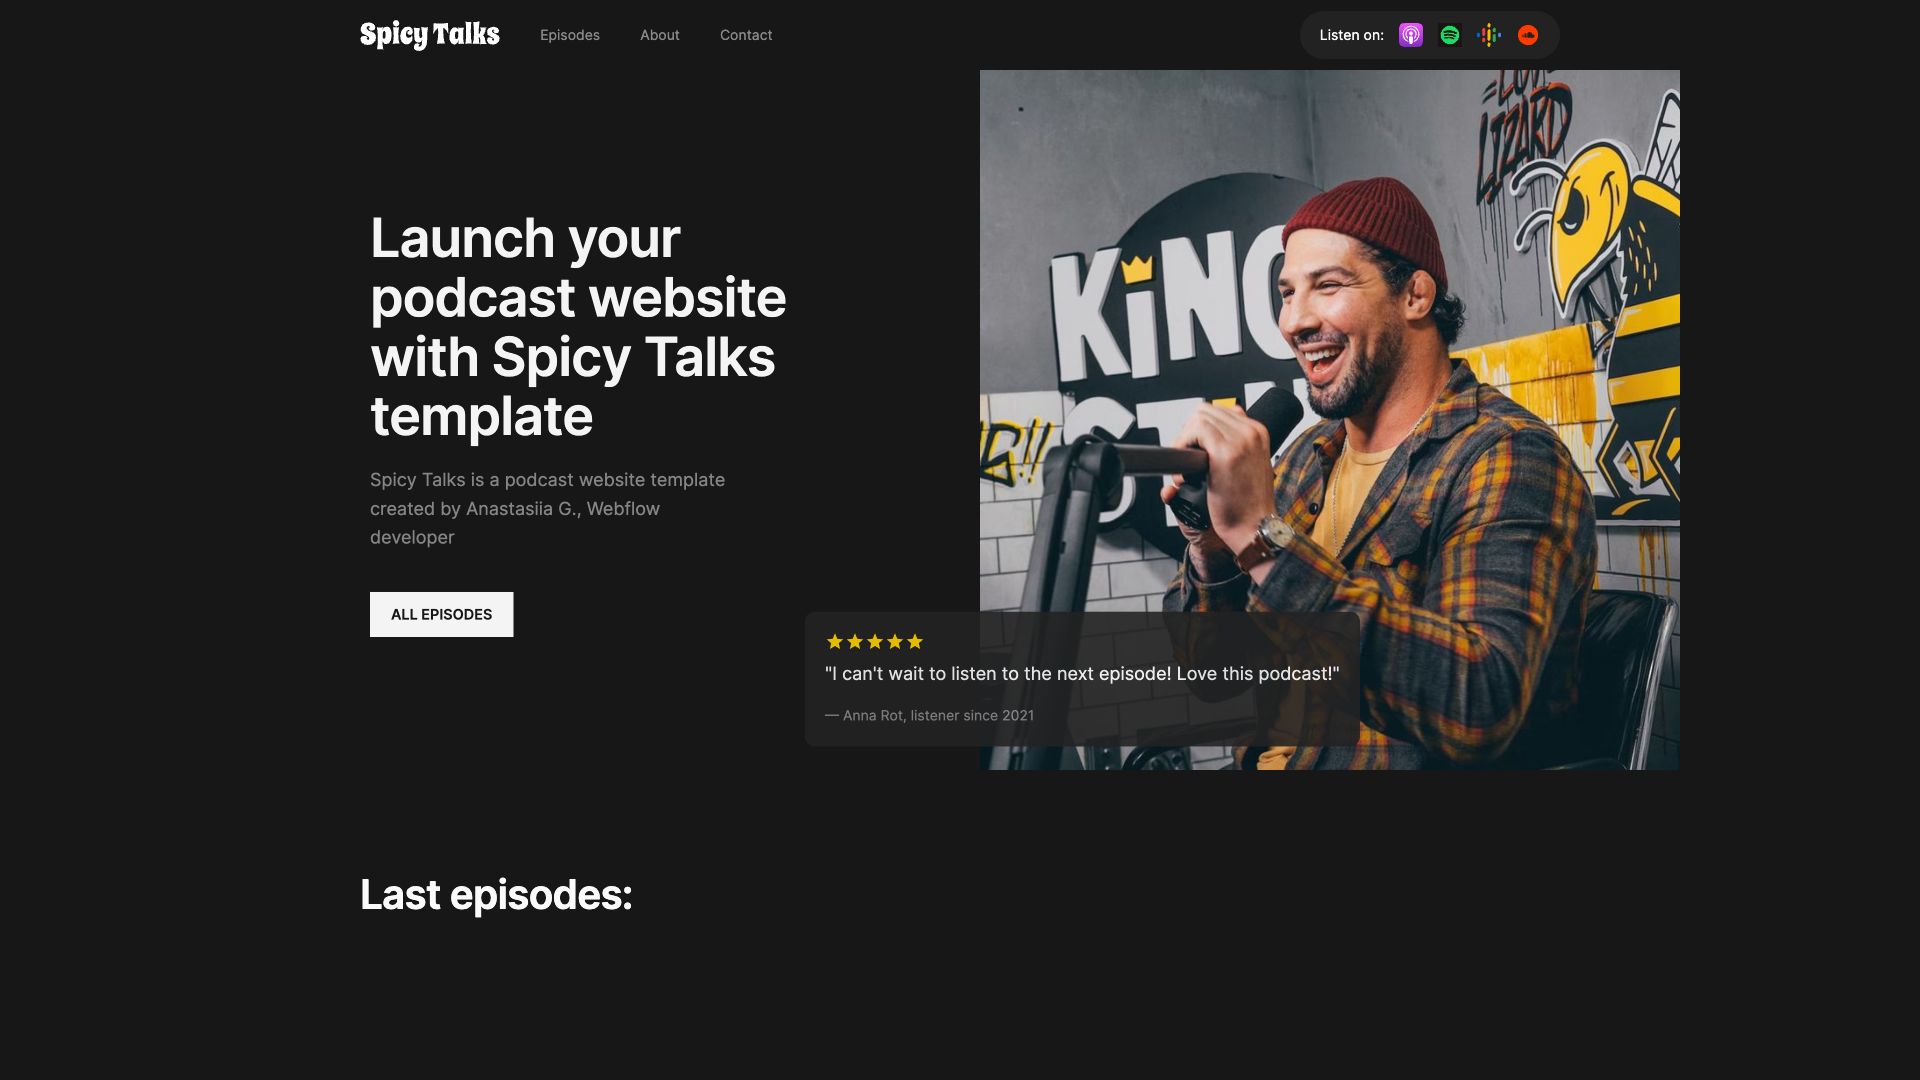 Spicy Talks
Episodes
About
Contact
Listen on:
Launch your
podcast website
with Spicy Talks
template
Spicy Talks is a podcast website template
created by Anastasiia G., Webflow
developer
ALL EPISODES
LIZARD
KiNG
"I can't wait to listen to the next episode! Love this podcast!"
— Anna Rot, listener since 2021
Last episodes: